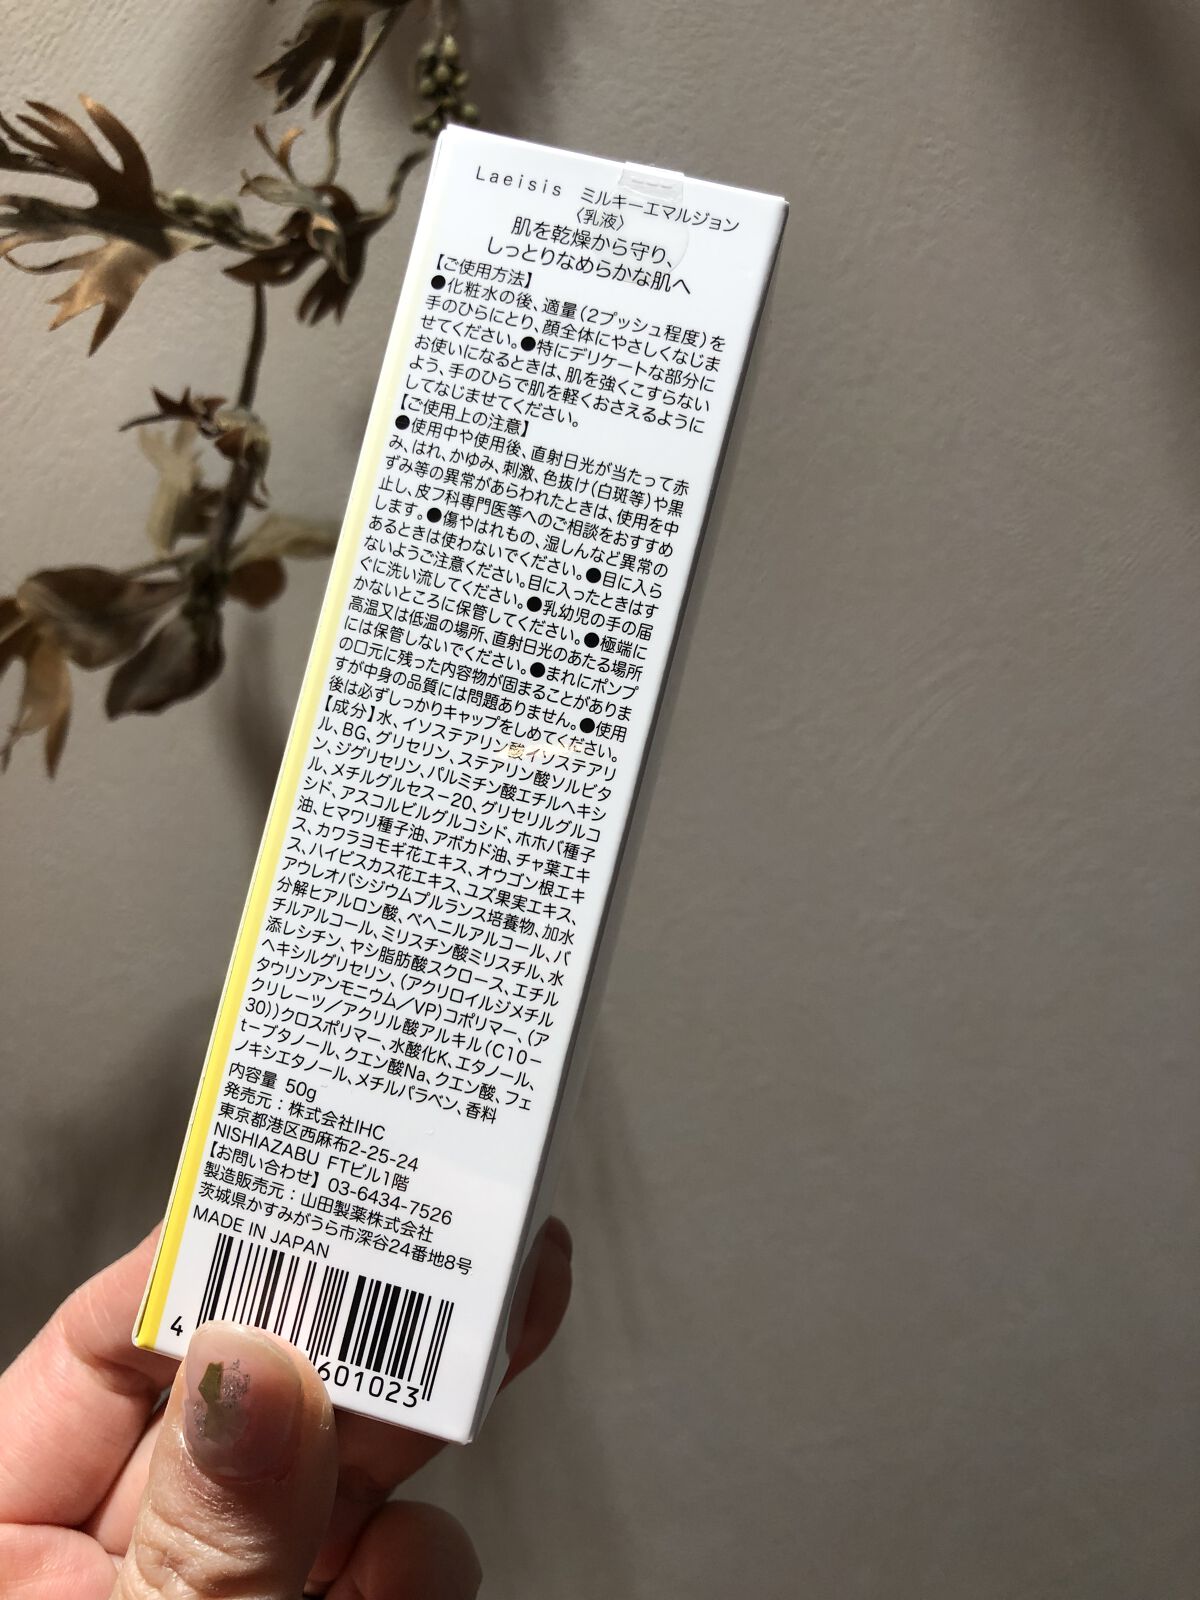 Laeisis ミルキーエマルジョン
〈乳液〉
肌を乾燥から守り、
しっとりなめらかな肌へ
【ご使用方法】
●化粧水の後、適量(2プッシュ程度)を
手のひらにとり、顔全体にやさしくなじま
せてください。●特にデリケートな部分に
お使いになるときは、肌を強くこすらない
よう、手のひらで肌を軽くおさえるように
してなじませてください。
【ご使用上の注意】
●使用中や使用後、直射日光が当たって赤
み、はれ、かゆみ、刺激、色抜け(白斑等)や黒
ずみ等の異常があらわれたときは、使用を中
止し、皮フ科専門医等へのご相談をおすすめ
します。●傷やはれもの、湿しんなど異常の
あるときは使わないでください。●目に入ら
ないようご注意ください。目に入ったときはす
ぐに洗い流してください。●乳幼児の手の届
かないところに保管してください。●極端に
高温又は低温の場所、直射日光のあたる場所
には保管しないでください。●まれにポンプ
の口元に残った内容物が固まることがありま
すが中身の品質には問題ありません。●使用
後は必ずしっかりキャップをしめてください。
【成分】水、イソステアリン酸イソステアリ
ル、BG、グリセリン、ステアリン酸ソルビタ
ン、ジグリセリン、パルミチン酸エチルヘキシ
ル、メチルグルセス－20、グリセリルグルコ
シド、アスコルビルグルコシド、ホホバ種子
油、ヒマワリ種子油、アボカド油、チャ葉エキ
ス、カワラヨモギ花エキス、オウゴン根エキ
ス、ハイビスカス花エキス、ユズ果実エキス、
アウレオバシジウムプルランス培養物、加水
分解ヒアルロン酸、ベヘニルアルコール、バ
チルアルコール、ミリスチン酸ミリスチル、水
添レシチン、ヤシ脂肪酸スクロース、エチル
ヘキシルグリセリン、(アクリロイルジメチル
タウリンアンモニウム／VP)コポリマー、(ア
クリレーツ／アクリル酸アルキル(C10－
30))クロスポリマー、水酸化K、エタノール、
t－ブタノール、クエン酸Na、クエン酸、フェ
ノキシエタノール、メチルパラベン、香料
内容量 50g
発売元：株式会社IHC
東京都港区西麻布2-25-24
NISHIAZABU FTビル1階
【お問い合わせ】03-6434-7526
製造販売元：山田製薬株式会社
茨城県かすみがうら市深谷24番地8号
MADE IN JAPAN
4 601023